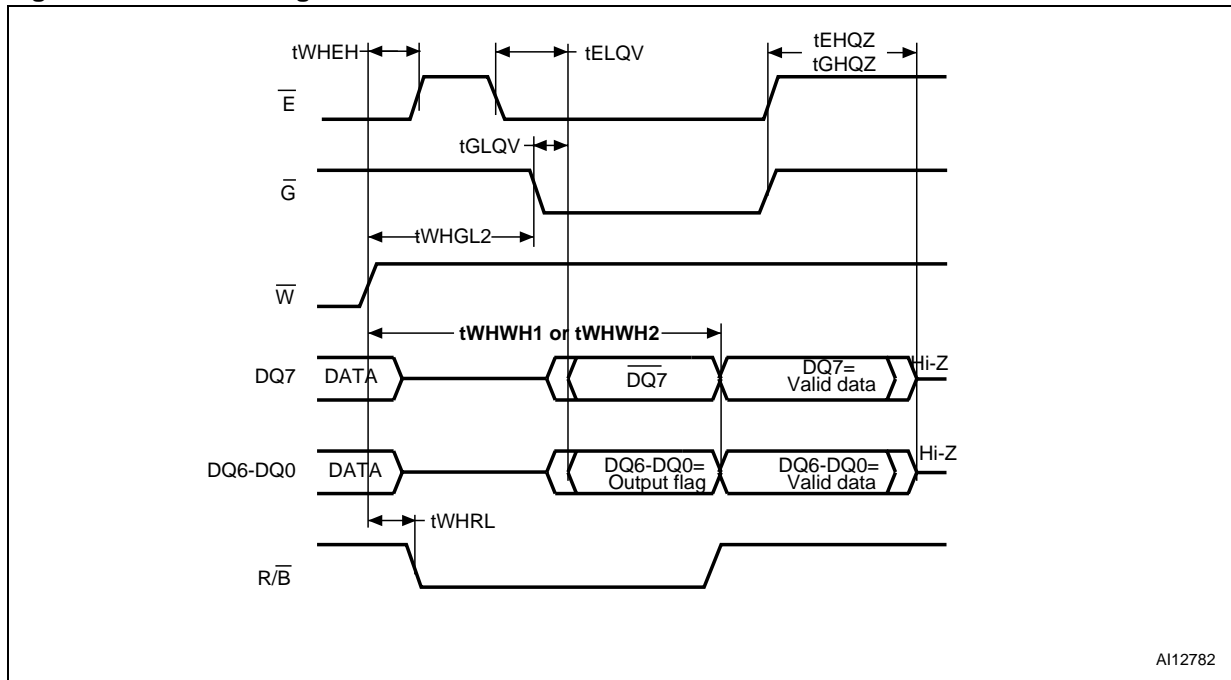 tWHEH
tELQV
tEHQZ
tGHQZ
E̅
tGLQV
G̅
tWHGL2
W̅
tWHWH1 or tWHWH2
DQ7
DATA
D̅Q̅7̅
DQ7=
Valid data
Hi-Z
DQ6-DQ0
DATA
DQ6-DQ0=
Output flag
DQ6-DQ0=
Valid data
Hi-Z
tWHRL
R/B̅
AI12782